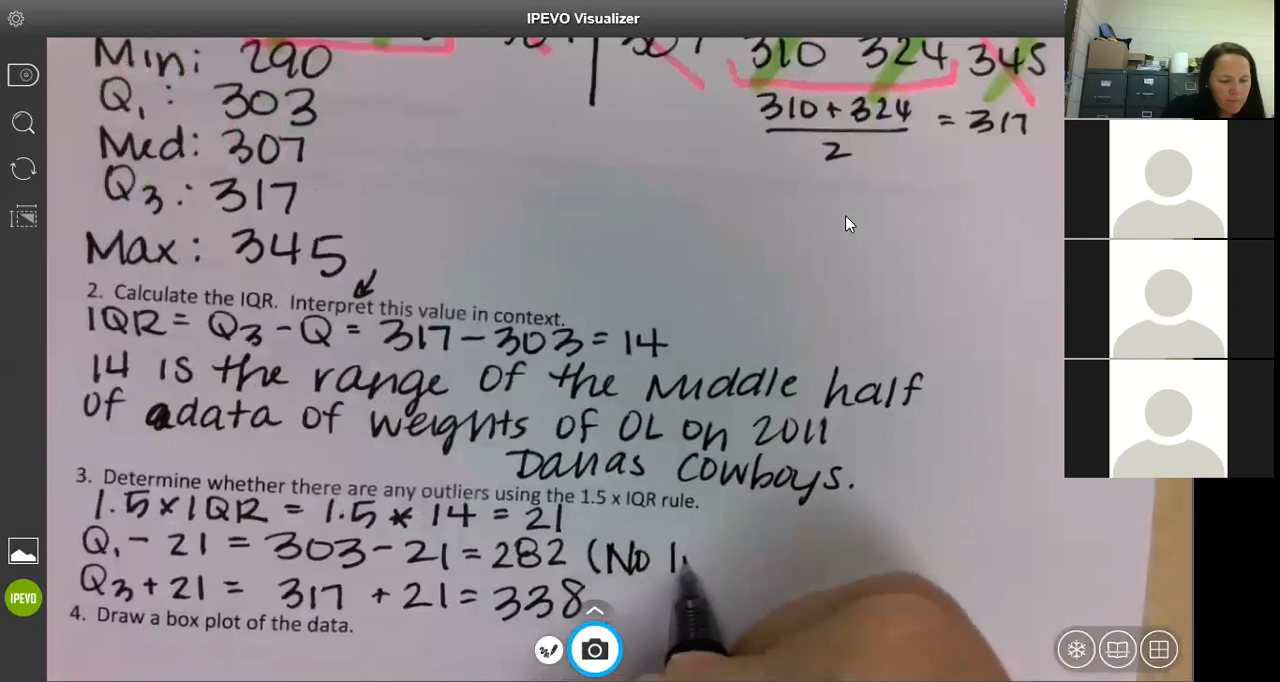 IPEVO Visualizer
310 324 345
310+324 = 317
2
Min: 290
Q1: 303
Med: 307
Q3: 317
Max: 345
2. Calculate the IQR. Interpret this value in context.
IQR = Q3 - Q = 317 - 303 = 14
14 is the range of the middle half
of data of weights of OL on 2011
Dallas Cowboys.
3. Determine whether there are any outliers using the 1.5 x IQR rule.
1.5 x IQR = 1.5 * 14 = 21
Q1 - 21 = 303 - 21 = 282 (No
Q3 + 21 = 317 + 21 = 338
4. Draw a box plot of the data.
IPEVO